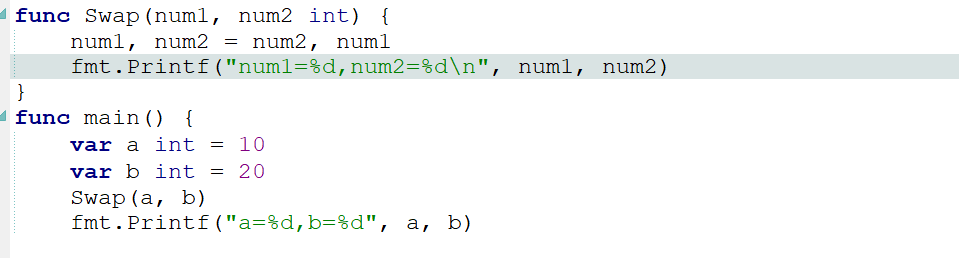 func Swap(num1, num2 int) {
    num1, num2 = num2, num1
    fmt.Printf("num1=%d,num2=%d\n", num1, num2)
}
func main() {
    var a int = 10
    var b int = 20
    Swap(a, b)
    fmt.Printf("a=%d,b=%d", a, b)